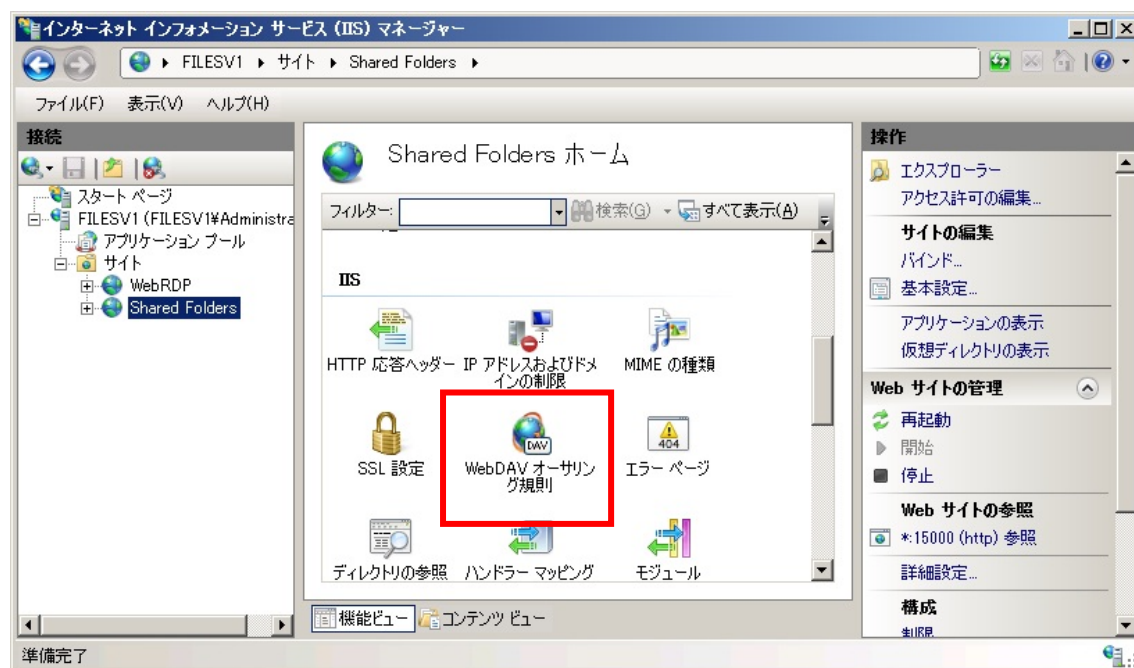 インターネット インフォメーション サービス (IIS) マネージャー
FILESV1 サイト Shared Folders
ファイル(F) 表示(V) ヘルプ(H)
接続
スタート ページ
FILESV1 (FILESV1¥Administra
アプリケーション プール
サイト
WebRDP
Shared Folders
Shared Folders ホーム
フィルター: 検索(G) すべて表示(A)
IIS
HTTP 応答ヘッダー
IP アドレスおよびドメ
インの制限
MIME の種類
SSL 設定
DAV
WebDAV オーサリン
グ規則
404
エラー ページ
ディレクトリの参照
ハンドラー マッピング
モジュール
機能ビュー コンテンツ ビュー
操作
エクスプローラー
アクセス許可の編集...
サイトの編集
バインド...
基本設定...
アプリケーションの表示
仮想ディレクトリの表示
Web サイトの管理
再起動
開始
停止
Web サイトの参照
*:15000 (http) 参照
詳細設定...
構成
制限
準備完了